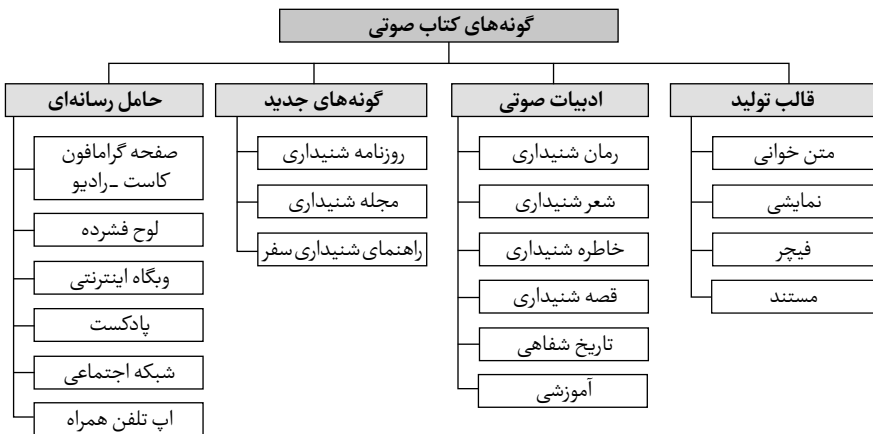 گونه‌های کتاب صوتی
قالب تولید
متن خوانی
نمایشی
فیچر
مستند
ادبیات صوتی
رمان شنیداری
شعر شنیداری
خاطره شنیداری
قصه شنیداری
تاریخ شفاهی
آموزشی
گونه‌های جدید
روزنامه شنیداری
مجله شنیداری
راهنمای شنیداری سفر
حامل رسانه‌ای
صفحه گرامافون
کاست ـ رادیو
لوح فشرده
وبگاه اینترنتی
پادکست
شبکه اجتماعی
اپ تلفن همراه